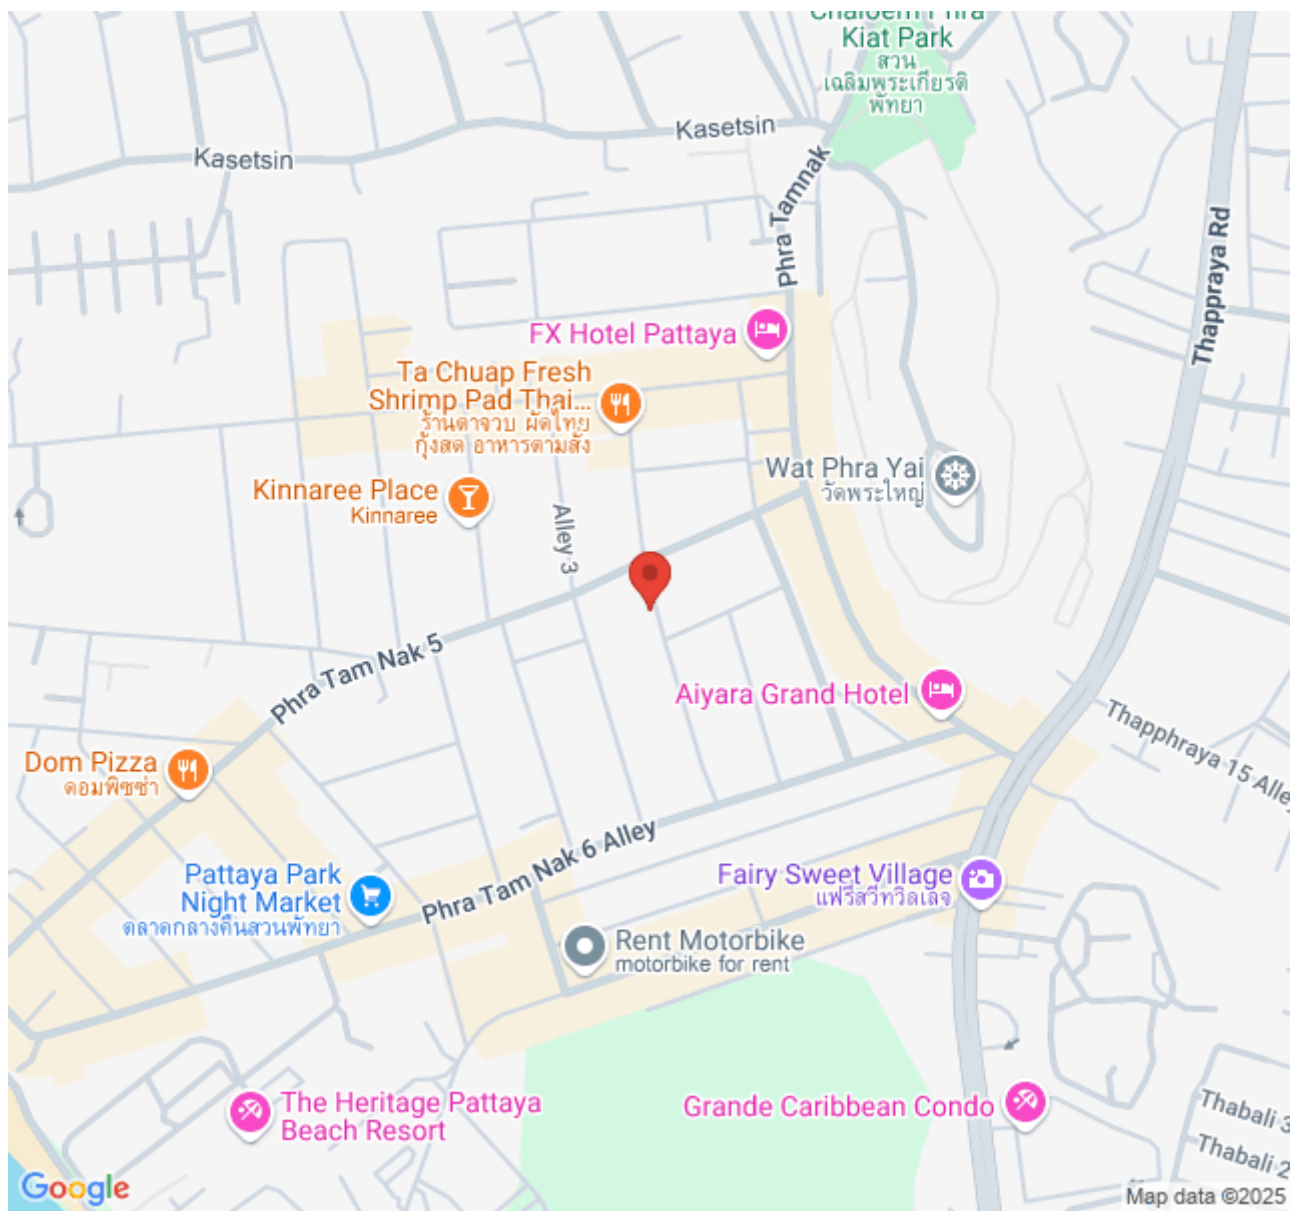 Chaloem Phra
Kiat Park
สวน
เฉลิมพระเกียรติ
พัทยา
Kasetsin
Kasetsin
Phra Tamnak
Thappraya Rd
FX Hotel Pattaya
Ta Chuap Fresh
Shrimp Pad Thai...
ร้านตาจวบ ผัดไทย
กุ้งสด อาหารตามสั่ง
Wat Phra Yai
วัดพระใหญ่
Kinnaree Place
Kinnaree
Alley 3
Phra Tam Nak 5
Aiyara Grand Hotel
Thapphraya 15 Alley
Dom Pizza
ดอมพิซซ่า
Phra Tam Nak 6 Alley
Pattaya Park
Night Market
ตลาดกลางคืนสวนพัทยา
Fairy Sweet Village
แฟรี่สวีทวิลเลจ
Rent Motorbike
motorbike for rent
The Heritage Pattaya
Beach Resort
Grande Caribbean Condo
Thabali 3
Thabali 2
Google
Map data ©2025